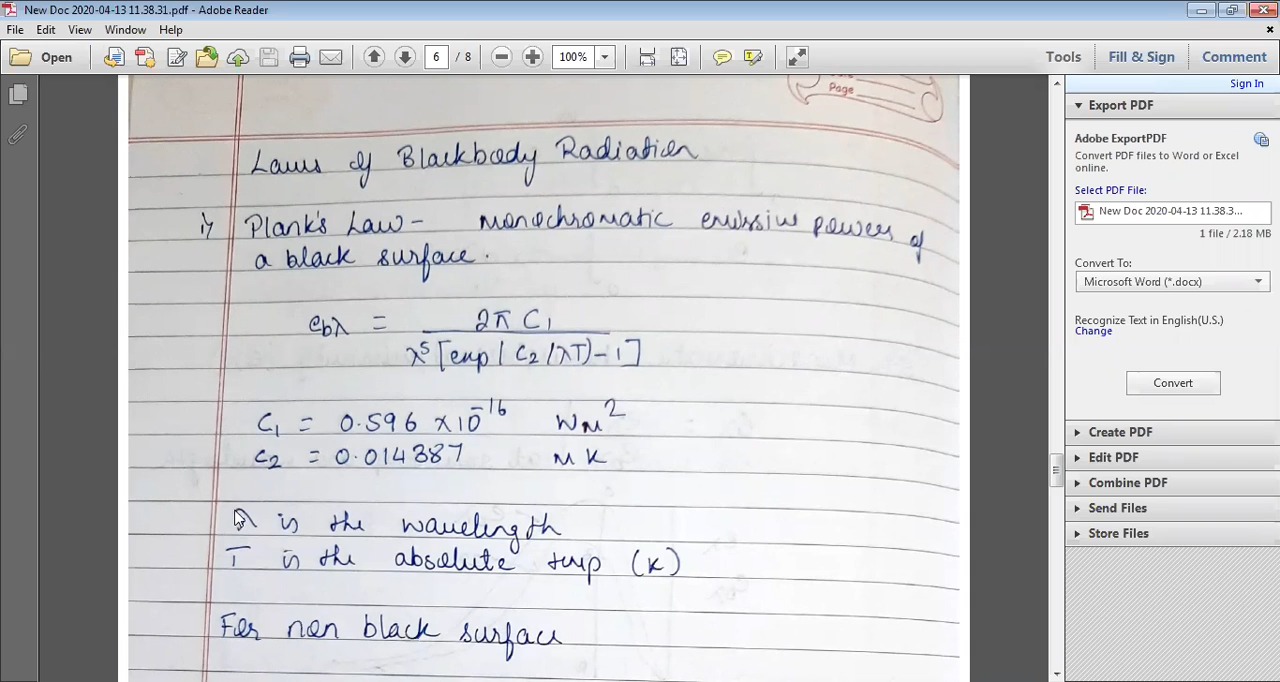 New Doc 2020-04-13 11.38.31.pdf - Adobe Reader
File Edit View Window Help
Open 6 / 8 100% Tools Fill & Sign Comment
Sign In
Page
Laws of Blackbody Radiation
1) Plank's Law - monochromatic emissive power of
a black surface.
ebλ = 2π C1
λ^5 [exp( C2 / λT) - 1]
C1 = 0.596 ×10^-16 Wm^2
C2 = 0.014387 mK
λ is the wavelength
T is the absolute temp (K)
For non black surface
Export PDF
Adobe ExportPDF
Convert PDF files to Word or Excel
online.
Select PDF File:
New Doc 2020-04-13 11.38.3...
1 file / 2.18 MB
Convert To:
Microsoft Word (*.docx)
Recognize Text in English(U.S.)
Change
Convert
Create PDF
Edit PDF
Combine PDF
Send Files
Store Files